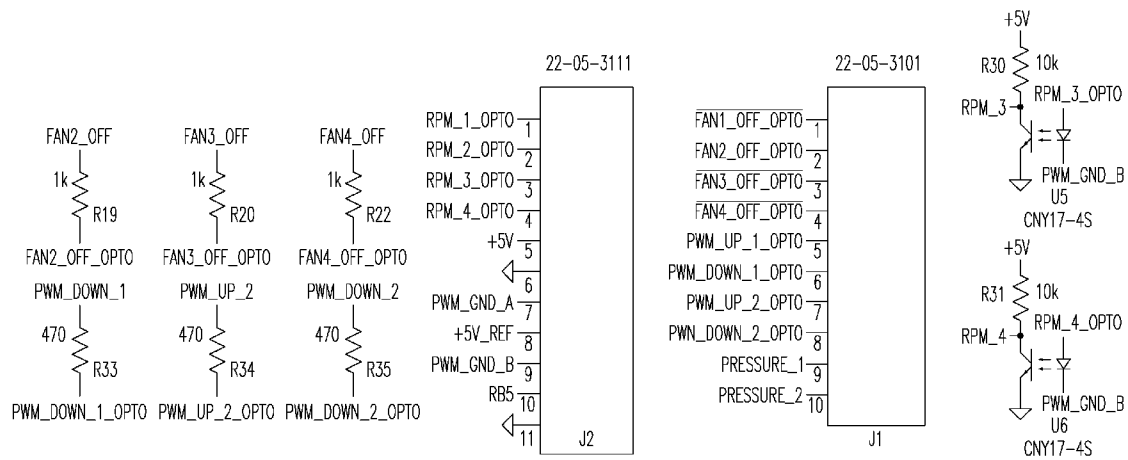 FAN2_OFF
1k
R19
FAN2_OFF_OPTO
FAN3_OFF
1k
R20
FAN3_OFF_OPTO
FAN4_OFF
1k
R22
FAN4_OFF_OPTO
PWM_DOWN_1
470
R33
PWM_DOWN_1_OPTO
PWM_UP_2
470
R34
PWM_UP_2_OPTO
PWM_DOWN_2
470
R35
PWM_DOWN_2_OPTO
22-05-3111
RPM_1_OPTO 1
RPM_2_OPTO 2
RPM_3_OPTO 3
RPM_4_OPTO 4
+5V 5
6
PWM_GND_A 7
+5V_REF 8
PWM_GND_B 9
RB5 10
11
J2
22-05-3101
FAN1_OFF_OPTO 1
FAN2_OFF_OPTO 2
FAN3_OFF_OPTO 3
FAN4_OFF_OPTO 4
PWM_UP_1_OPTO 5
PWM_DOWN_1_OPTO 6
PWM_UP_2_OPTO 7
PWN_DOWN_2_OPTO 8
PRESSURE_1 9
PRESSURE_2 10
J1
+5V
R30 10k
RPM_3
RPM_3_OPTO
PWM_GND_B
U5
CNY17-4S
+5V
R31 10k
RPM_4
RPM_4_OPTO
PWM_GND_B
U6
CNY17-4S